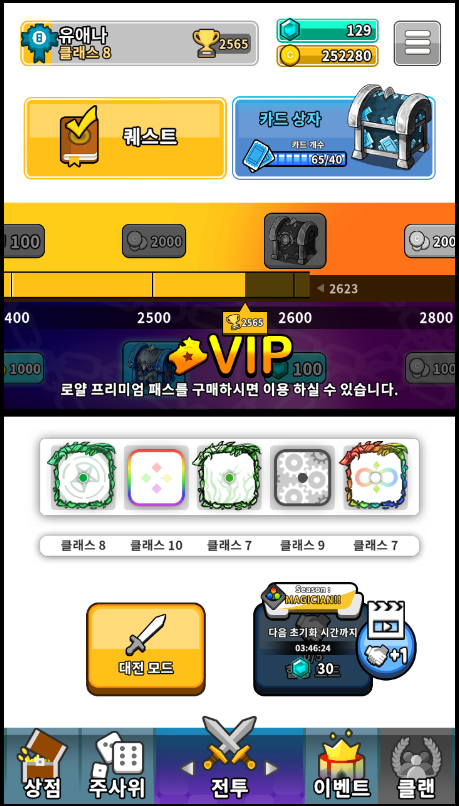 유애나
클래스 8
2565
129
252280
퀘스트
카드 상자
카드 개수
65/40
100
2000
200
2623
400
2500
2565
2600
2800
1000
VIP
100
100
로얄 프리미엄 패스를 구매하시면 이용 하실 수 있습니다.
클래스 8
클래스 10
클래스 7
클래스 9
클래스 7
대전 모드
Season :
MAGICIAN!!
다음 초기화 시간까지
03:46:24
30
+1
상점
주사위
전투
이벤트
클랜